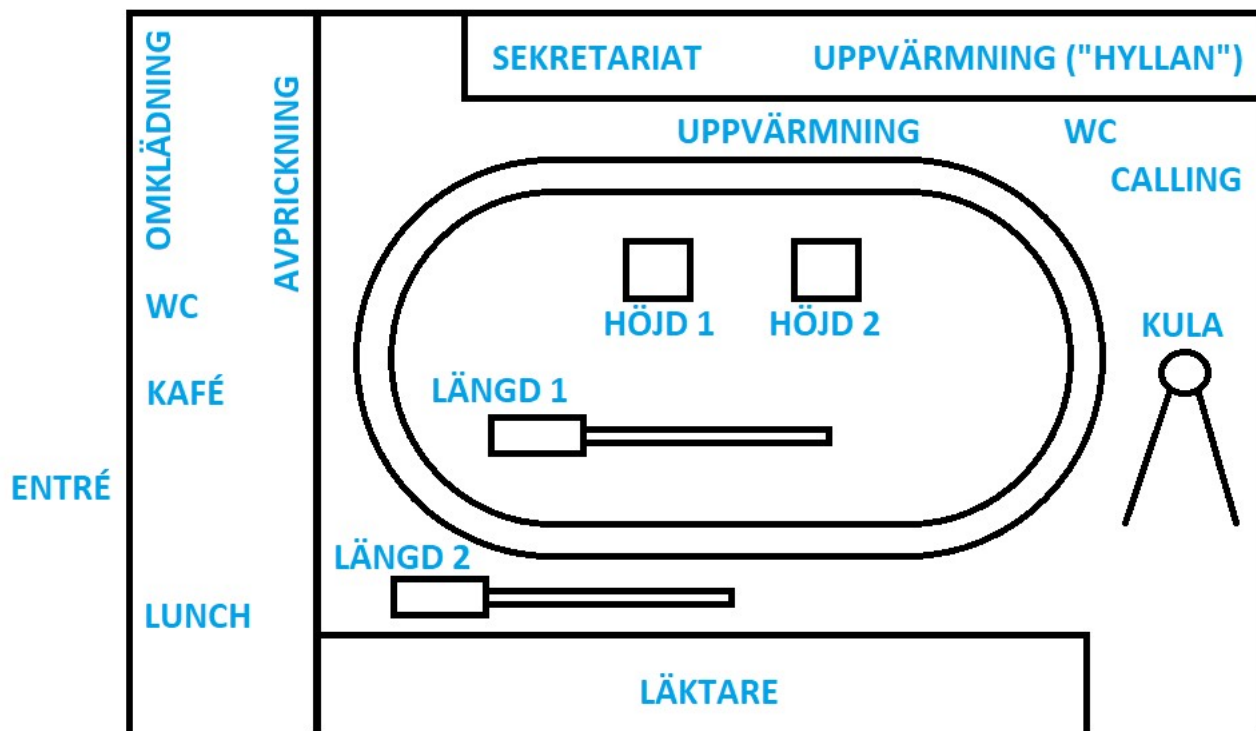 OMKLÄDNING
AVPRICKNING
SEKRETARIAT
UPPVÄRMNING ("HYLLAN")
UPPVÄRMNING
WC
CALLING
WC
HÖJD 1
HÖJD 2
KULA
KAFÉ
LÄNGD 1
ENTRÉ
LÄNGD 2
LUNCH
LÄKTARE